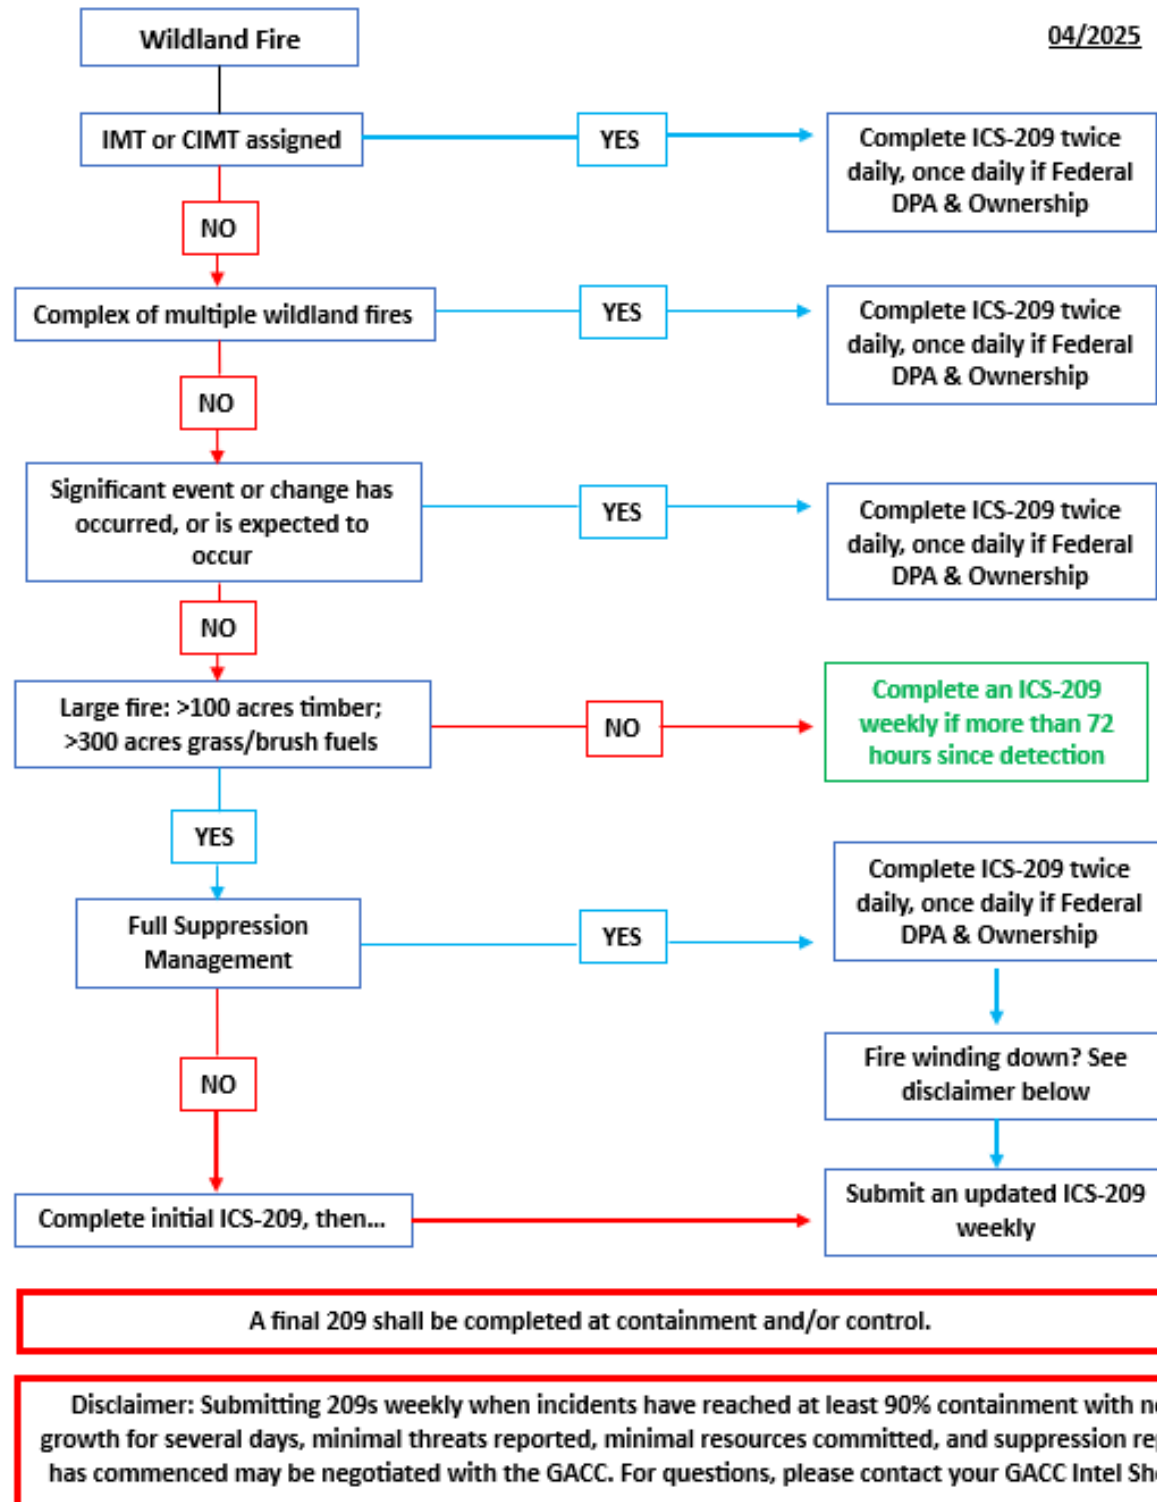 Wildland Fire
04/2025
IMT or CIMT assigned
YES
Complete ICS-209 twice
daily, once daily if Federal
DPA & Ownership
NO
Complex of multiple wildland fires
YES
Complete ICS-209 twice
daily, once daily if Federal
DPA & Ownership
NO
Significant event or change has
occurred, or is expected to
occur
YES
Complete ICS-209 twice
daily, once daily if Federal
DPA & Ownership
NO
Large fire: >100 acres timber;
>300 acres grass/brush fuels
NO
Complete an ICS-209
weekly if more than 72
hours since detection
YES
Full Suppression
Management
YES
Complete ICS-209 twice
daily, once daily if Federal
DPA & Ownership
Fire winding down? See
disclaimer below
NO
Complete initial ICS-209, then...
Submit an updated ICS-209
weekly
A final 209 shall be completed at containment and/or control.
Disclaimer: Submitting 209s weekly when incidents have reached at least 90% containment with
growth for several days, minimal threats reported, minimal resources committed, and suppression
has commenced may be negotiated with the GACC. For questions, please contact your GACC Intel